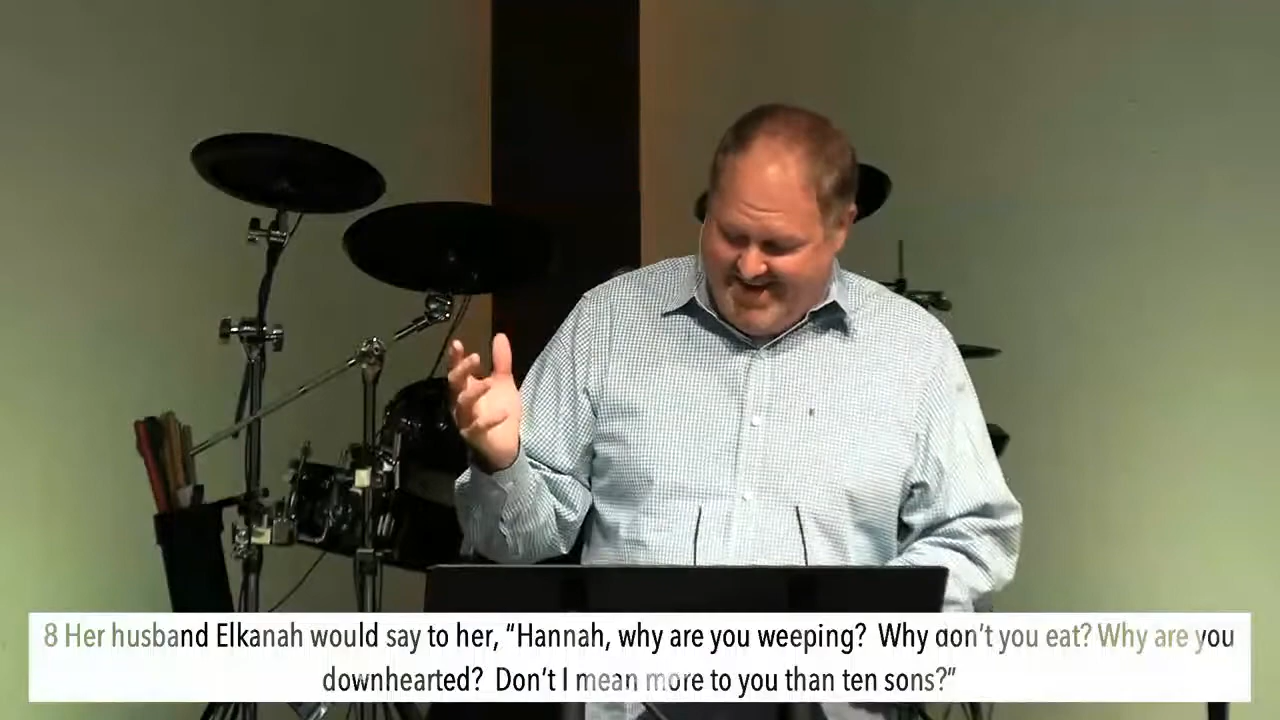 8 Her husband Elkanah would say to her, “Hannah, why are you weeping?  Why don’t you eat? Why are you
downhearted?  Don’t I mean more to you than ten sons?”